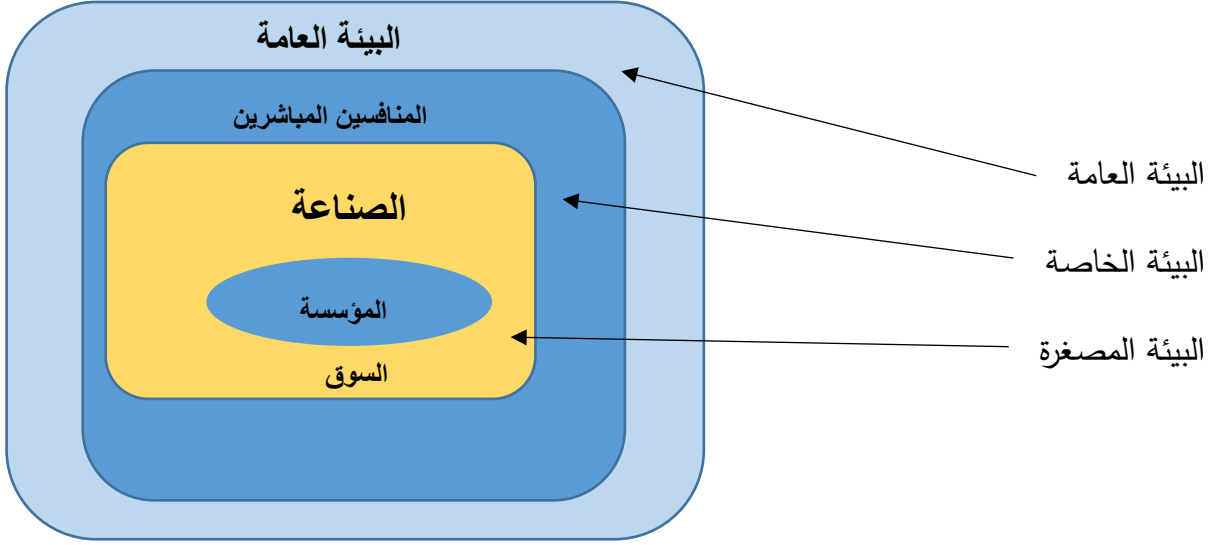 البيئة العامة
المنافسين المباشرين
الصناعة
المؤسسة
السوق
البيئة العامة
البيئة الخاصة
البيئة المصغرة